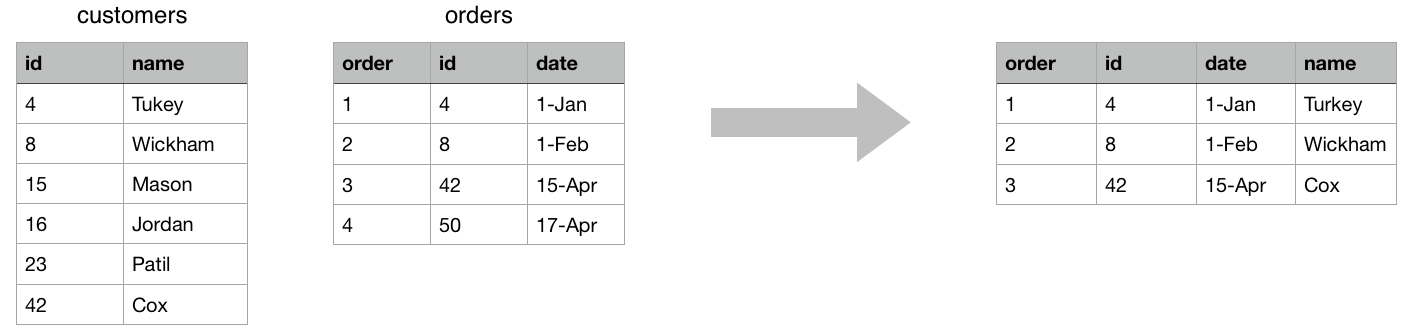 customers
id name
4 Tukey
8 Wickham
15 Mason
16 Jordan
23 Patil
42 Cox
orders
order id date
1 4 1-Jan
2 8 1-Feb
3 42 15-Apr
4 50 17-Apr
order id date name
1 4 1-Jan Turkey
2 8 1-Feb Wickham
3 42 15-Apr Cox